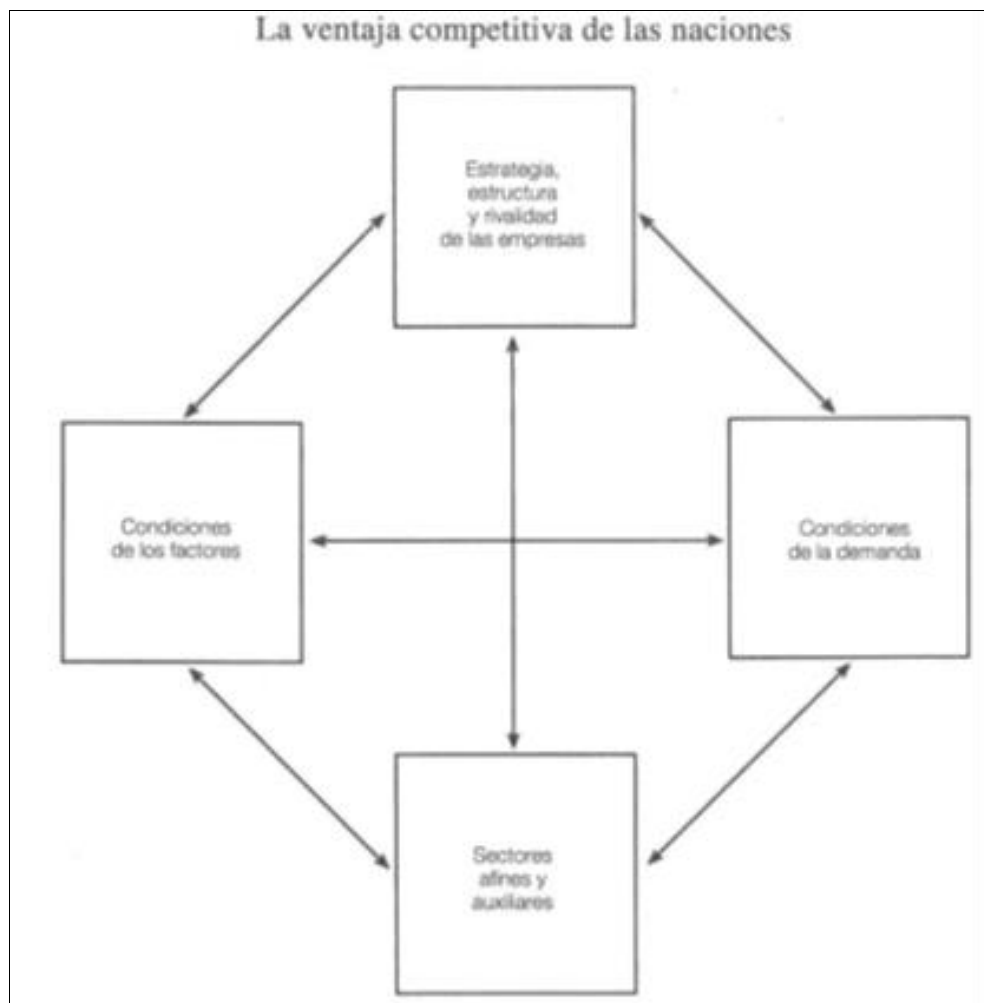 La ventaja competitiva de las naciones
Estrategia,
estructura
y rivalidad
de las empresas
Condiciones
de los factores
Condiciones
de la demanda
Sectores
afines y
auxiliares